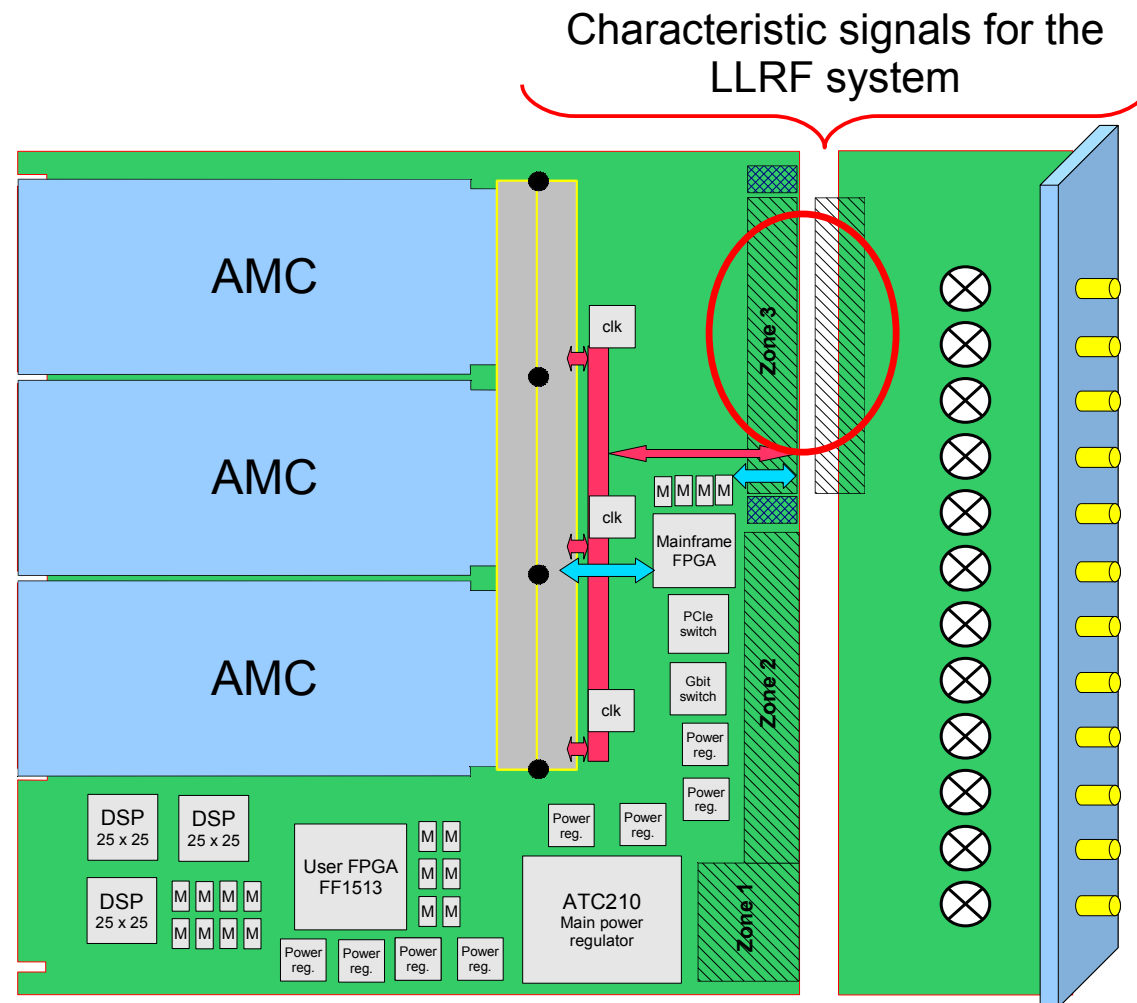 Characteristic signals for the
LLRF system
AMC
AMC
AMC
clk
clk
clk
Zone 3
M M M M
Mainframe
FPGA
PCIe
switch
Gbit
switch
Zone 2
Power
reg.
Power
reg.
Power
reg.
Power
reg.
DSP
25 x 25
DSP
25 x 25
DSP
25 x 25
M M M M
M M M M
User FPGA
FF1513
M M
M M
M M
Power
reg.
Power
reg.
Power
reg.
Power
reg.
ATC210
Main power
regulator
Zone 1